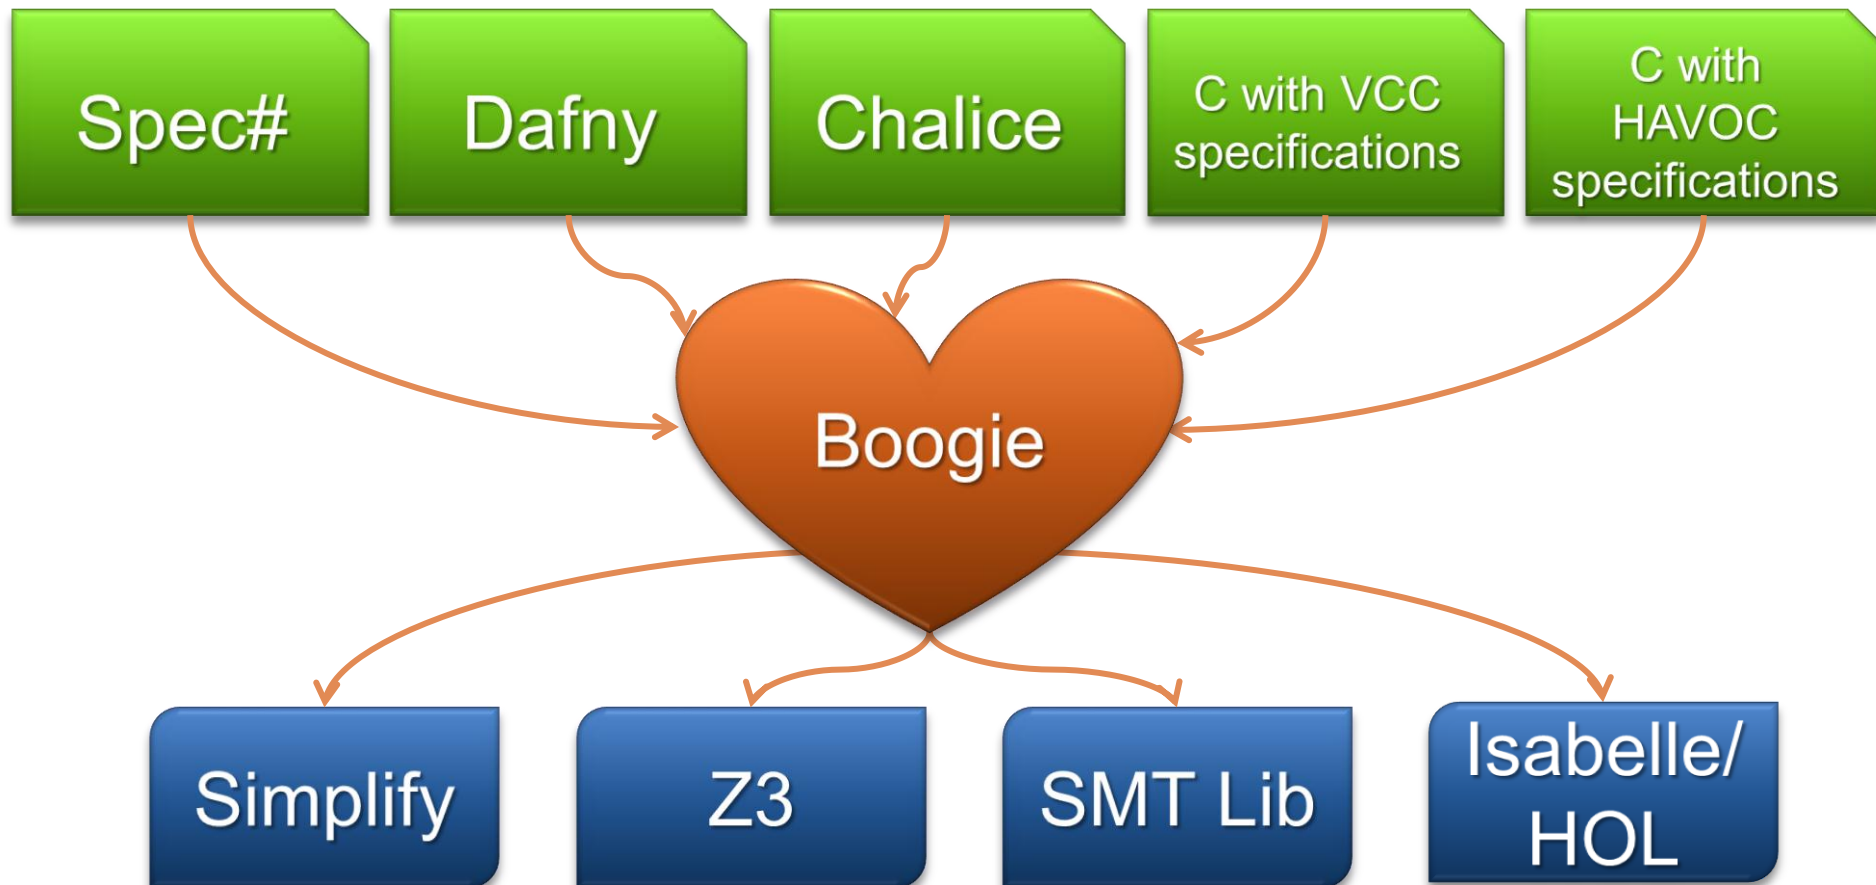 Spec#
Dafny
Chalice
C with VCC
specifications
C with
HAVOC
specifications
Boogie
Simplify
Z3
SMT Lib
Isabelle/
HOL